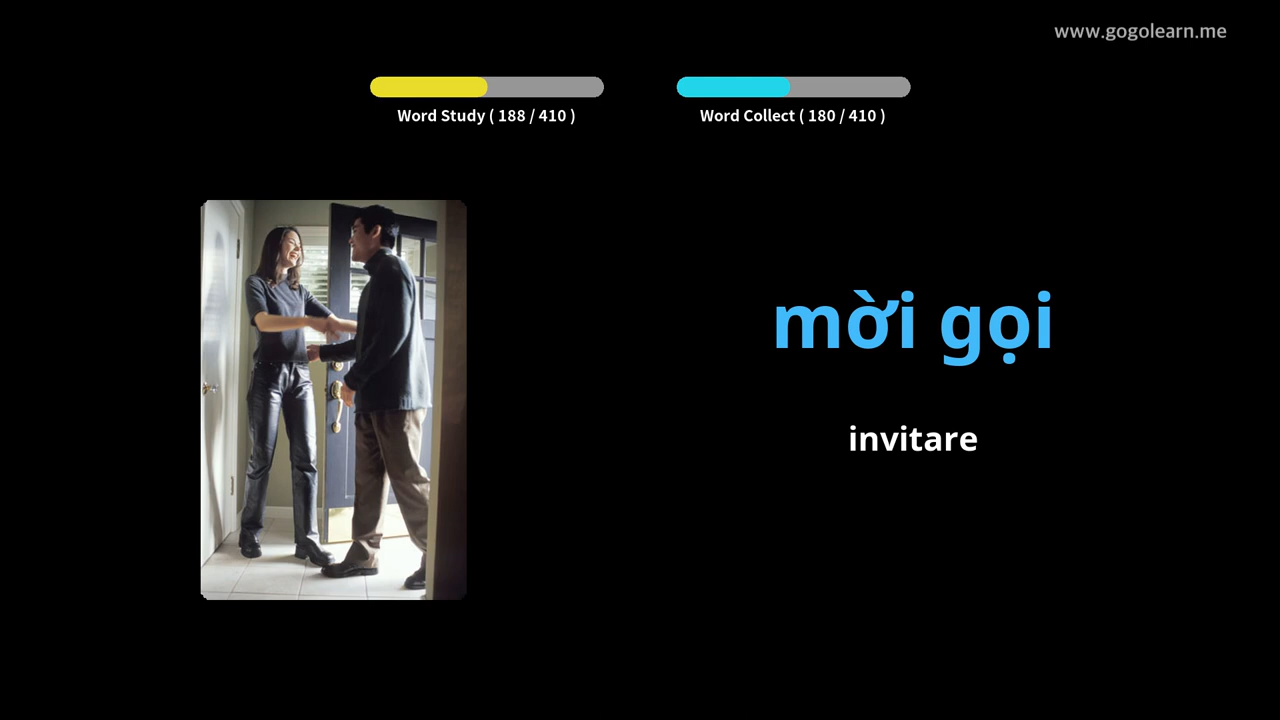 www.gogolearn.me
Word Study ( 188 / 410 )
Word Collect ( 180 / 410 )
mời gọi
invitare